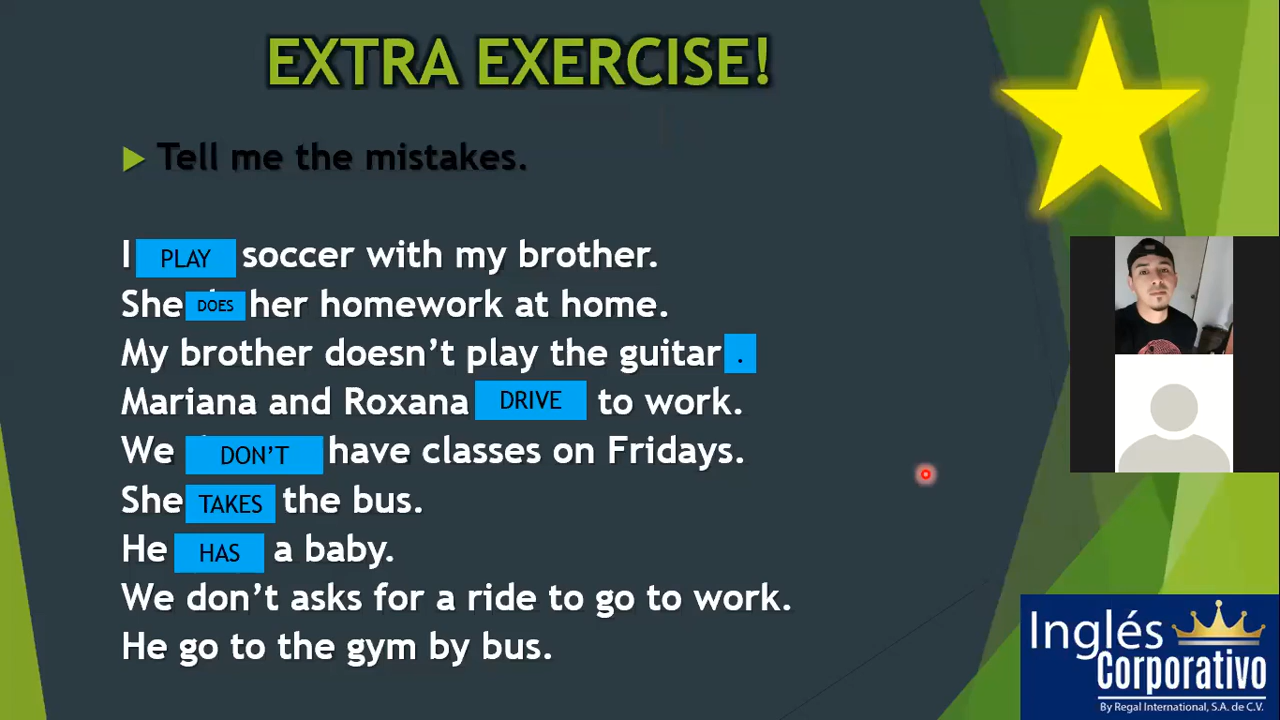 EXTRA EXERCISE!
Tell me the mistakes.
I PLAY soccer with my brother.
She DOES her homework at home.
My brother doesn’t play the guitar .
Mariana and Roxana DRIVE to work.
We DON’T have classes on Fridays.
She TAKES the bus.
He HAS a baby.
We don’t asks for a ride to go to work.
He go to the gym by bus.
Inglés
Corporativo
By Regal International, S.A. de C.V.